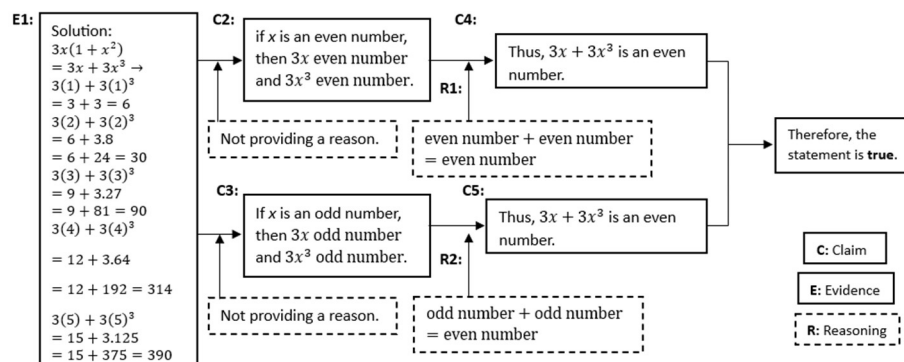 E1:
Solution:
3x(1 + x²)
= 3x + 3x³ →
3(1) + 3(1)³
= 3 + 3 = 6
3(2) + 3(2)³
= 6 + 3.8
= 6 + 24 = 30
3(3) + 3(3)³
= 9 + 3.27
= 9 + 81 = 90
3(4) + 3(4)³
= 12 + 3.64
= 12 + 192 = 314
3(5) + 3(5)³
= 15 + 3.125
= 15 + 375 = 390
C2:
if x is an even number,
then 3x even number
and 3x³ even number.
Not providing a reason.
C4:
Thus, 3x + 3x³ is an even
number.
R1:
even number + even number
= even number
C3:
If x is an odd number,
then 3x odd number
and 3x³ odd number.
Not providing a reason.
C5:
Thus, 3x + 3x³ is an even
number.
R2:
odd number + odd number
= even number
Therefore, the
statement is true.
C: Claim
E: Evidence
R: Reasoning